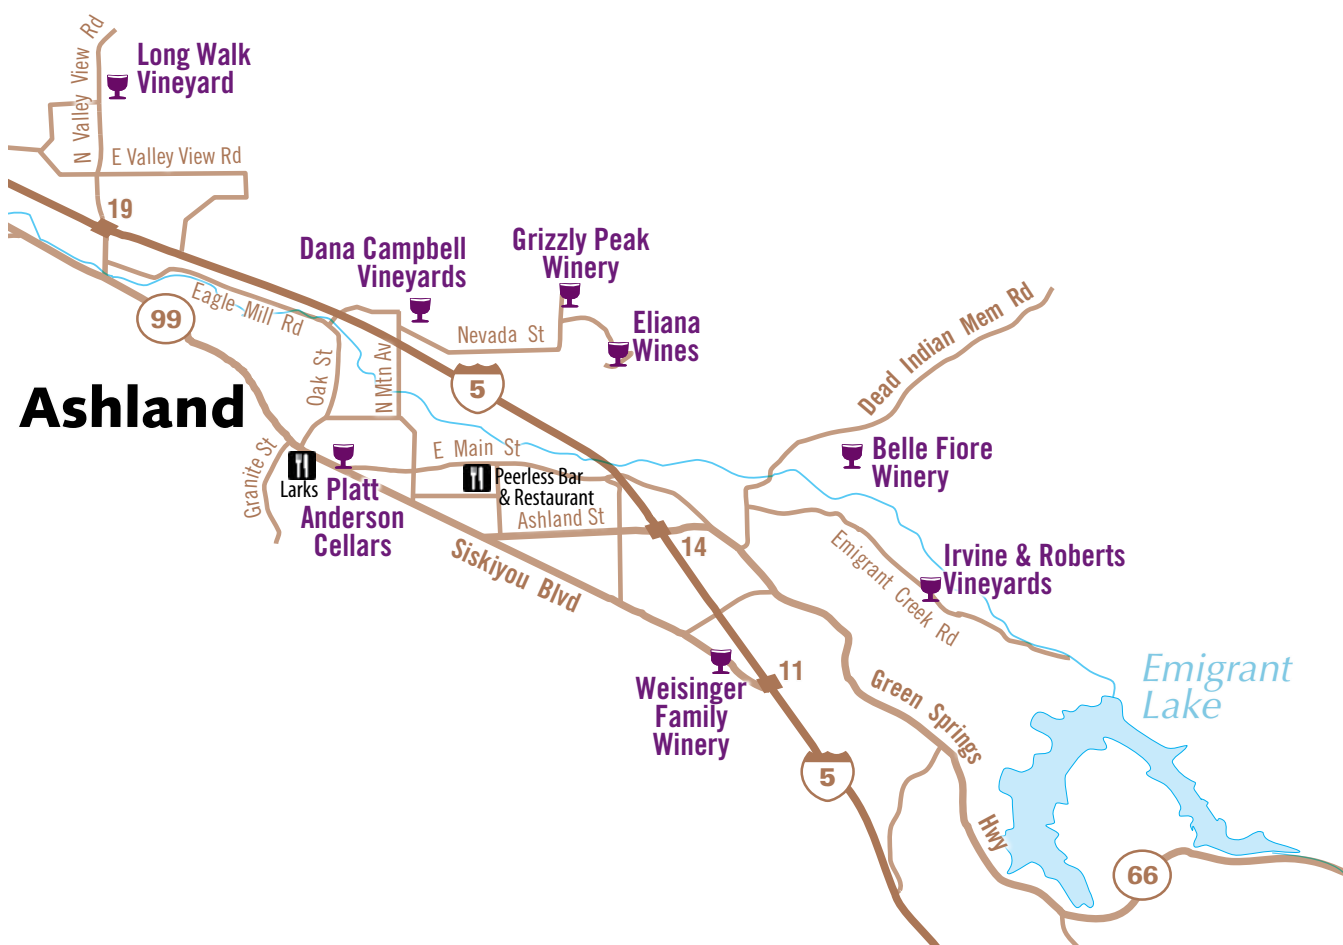 N Valley View Rd
Long Walk
Vineyard
E Valley View Rd
19
Dana Campbell
Vineyards
Grizzly Peak
Winery
Eliana
Wines
Nevada St
Eagle Mill Rd
99
Oak St
N Mtn Av
5
Dead Indian Mem Rd
Ashland
Granite St
Larks
Platt
Anderson
Cellars
E Main St
Peerless Bar
& Restaurant
Ashland St
Belle Fiore
Winery
14
Siskiyou Blvd
Emigrant Creek Rd
Irvine & Roberts
Vineyards
Weisinger
Family
Winery
11
5
Green Springs
Hwy
Emigrant
Lake
66